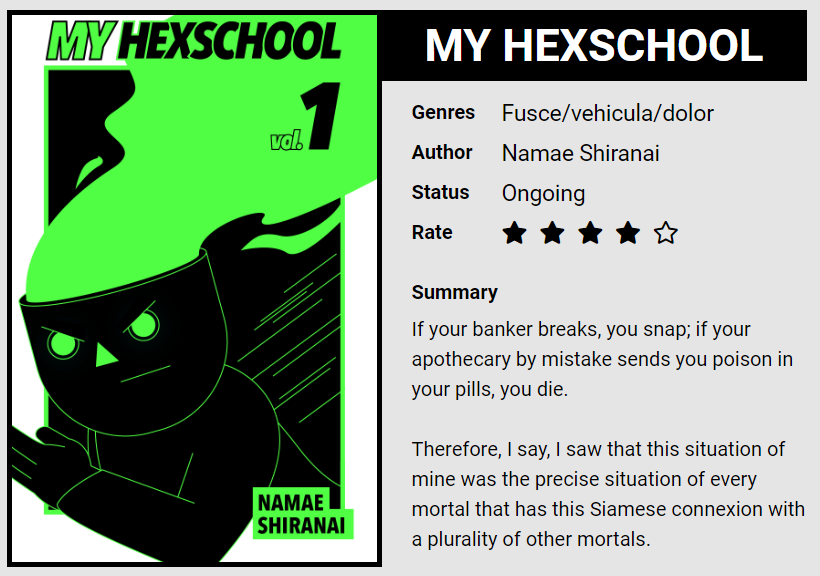 MY HEXSCHOOL
vol. 1
NAMAE
SHIRANAI
MY HEXSCHOOL
Genres Fusce/vehicula/dolor
Author Namae Shiranai
Status Ongoing
Rate
Summary
If your banker breaks, you snap; if your
apothecary by mistake sends you poison in
your pills, you die.
Therefore, I say, I saw that this situation of
mine was the precise situation of every
mortal that has this Siamese connexion with
a plurality of other mortals.